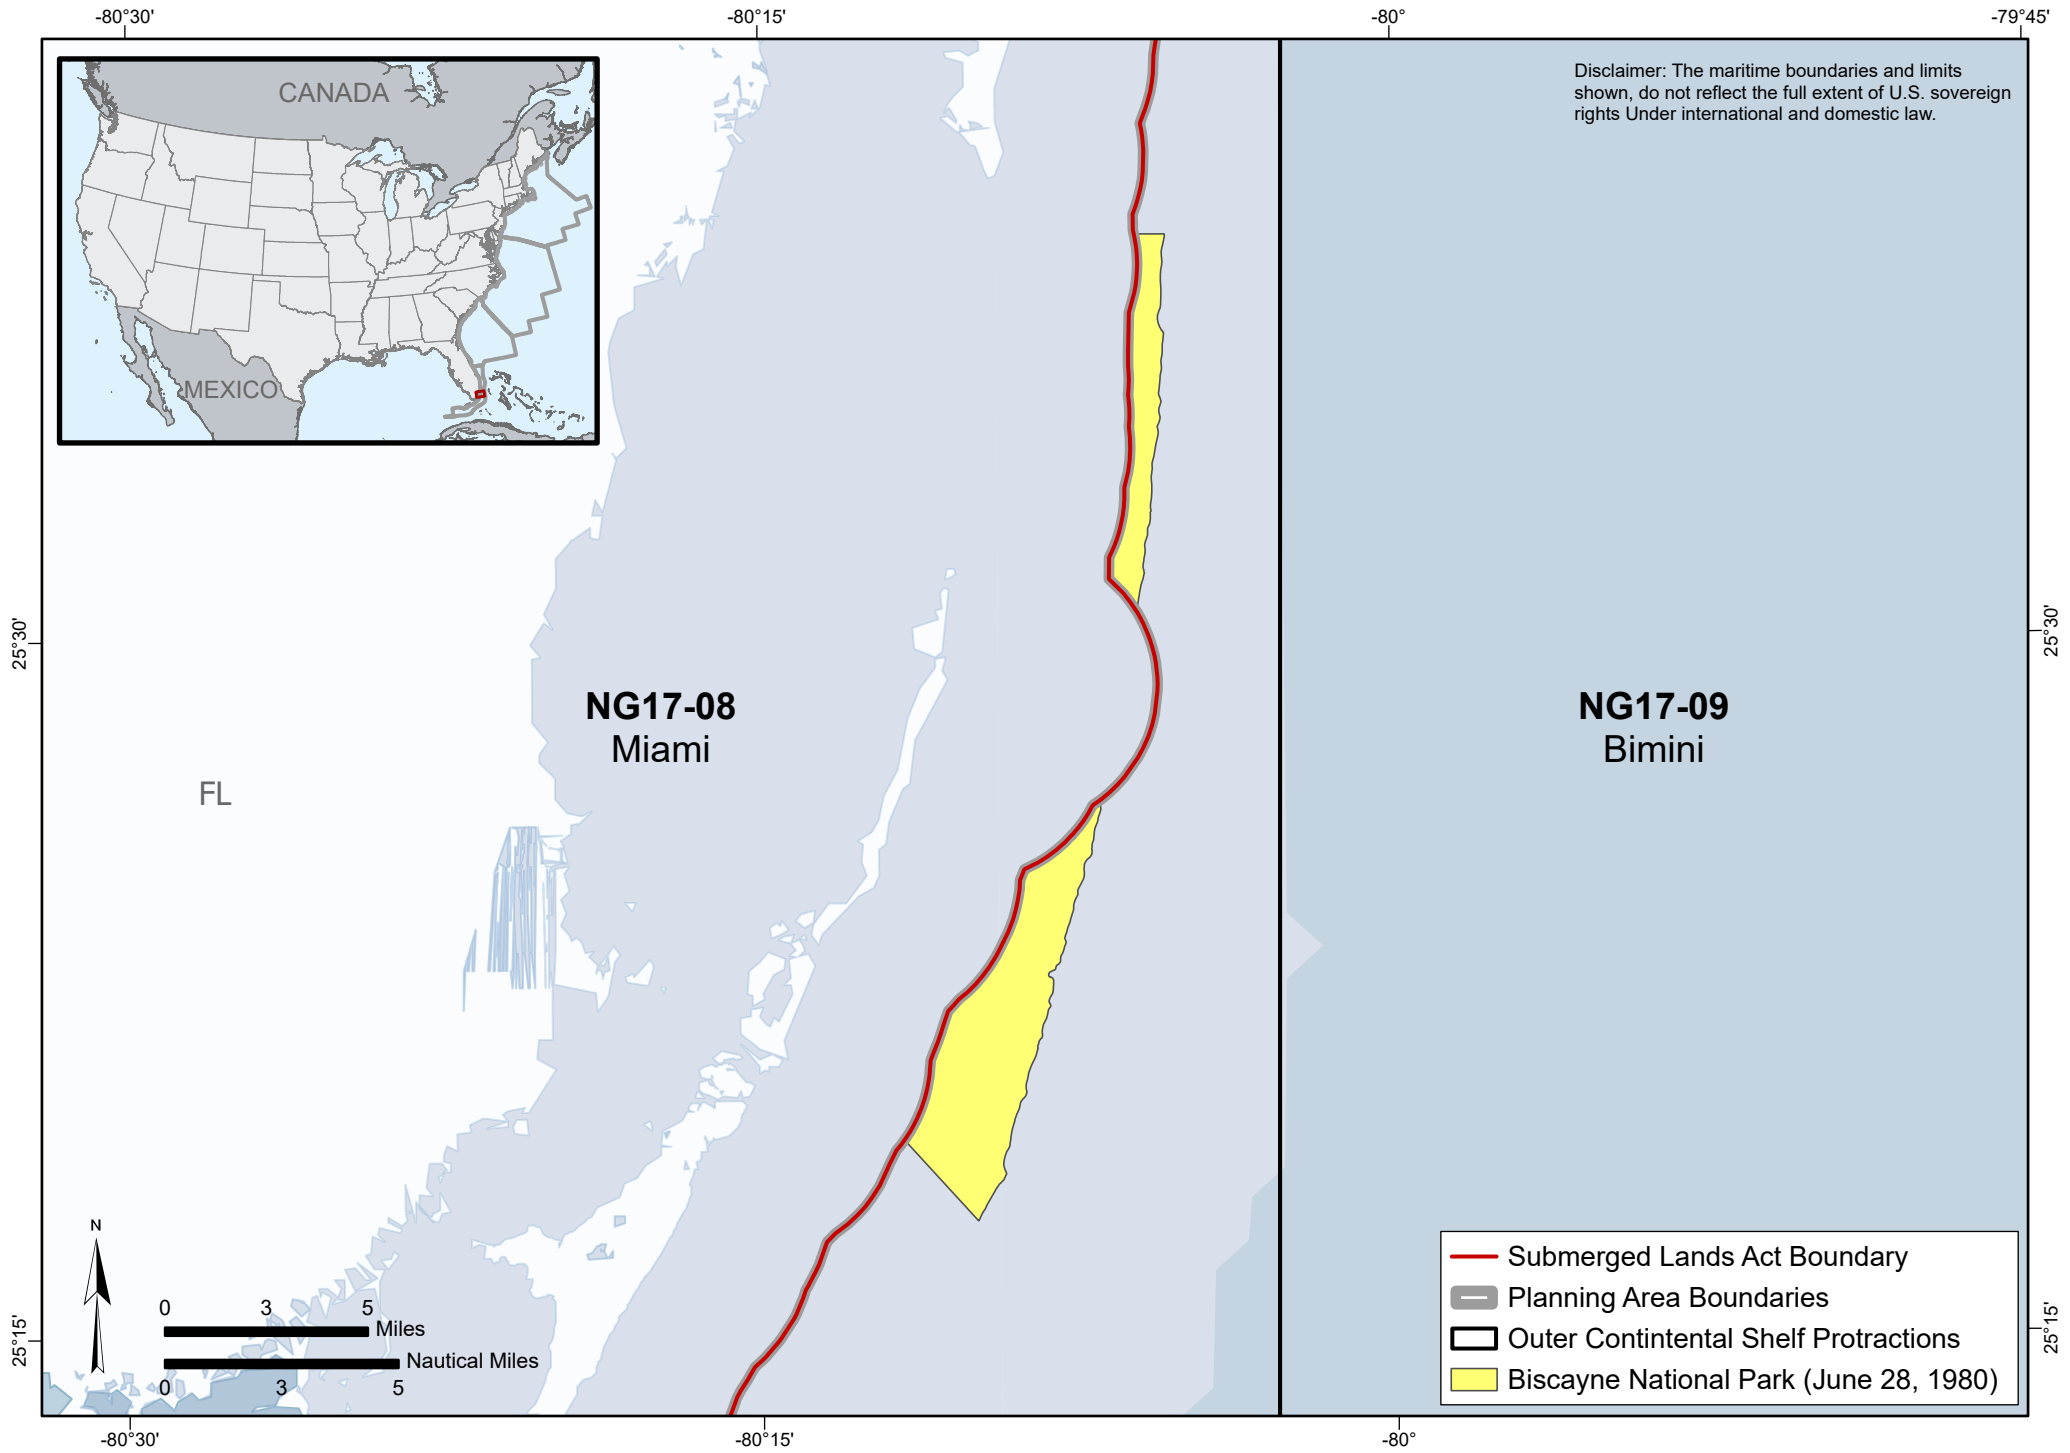 -80°30'
-80°15'
-80°
-79°45'
Disclaimer: The maritime boundaries and limits
shown, do not reflect the full extent of U.S. sovereign
rights Under international and domestic law.
CANADA
MEXICO
25°30'
25°30'
NG17-08
Miami
NG17-09
Bimini
FL
N
0 3 5
Miles
Nautical Miles
0 3 5
25°15'
25°15'
Submerged Lands Act Boundary
Planning Area Boundaries
Outer Contintental Shelf Protractions
Biscayne National Park (June 28, 1980)
-80°30'
-80°15'
-80°